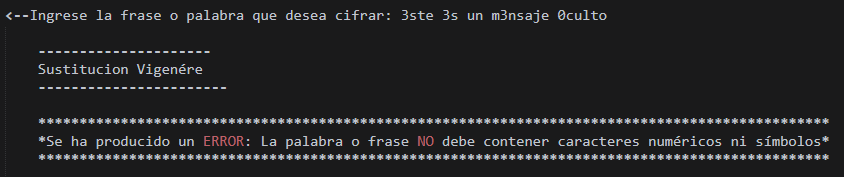 <--Ingrese la frase o palabra que desea cifrar: 3ste 3s un m3nsaje 0culto
---------------------
Sustitucion Vigenére
-----------------------
************************************************************************************************
*Se ha producido un ERROR: La palabra o frase NO debe contener caracteres numéricos ni símbolos*
************************************************************************************************